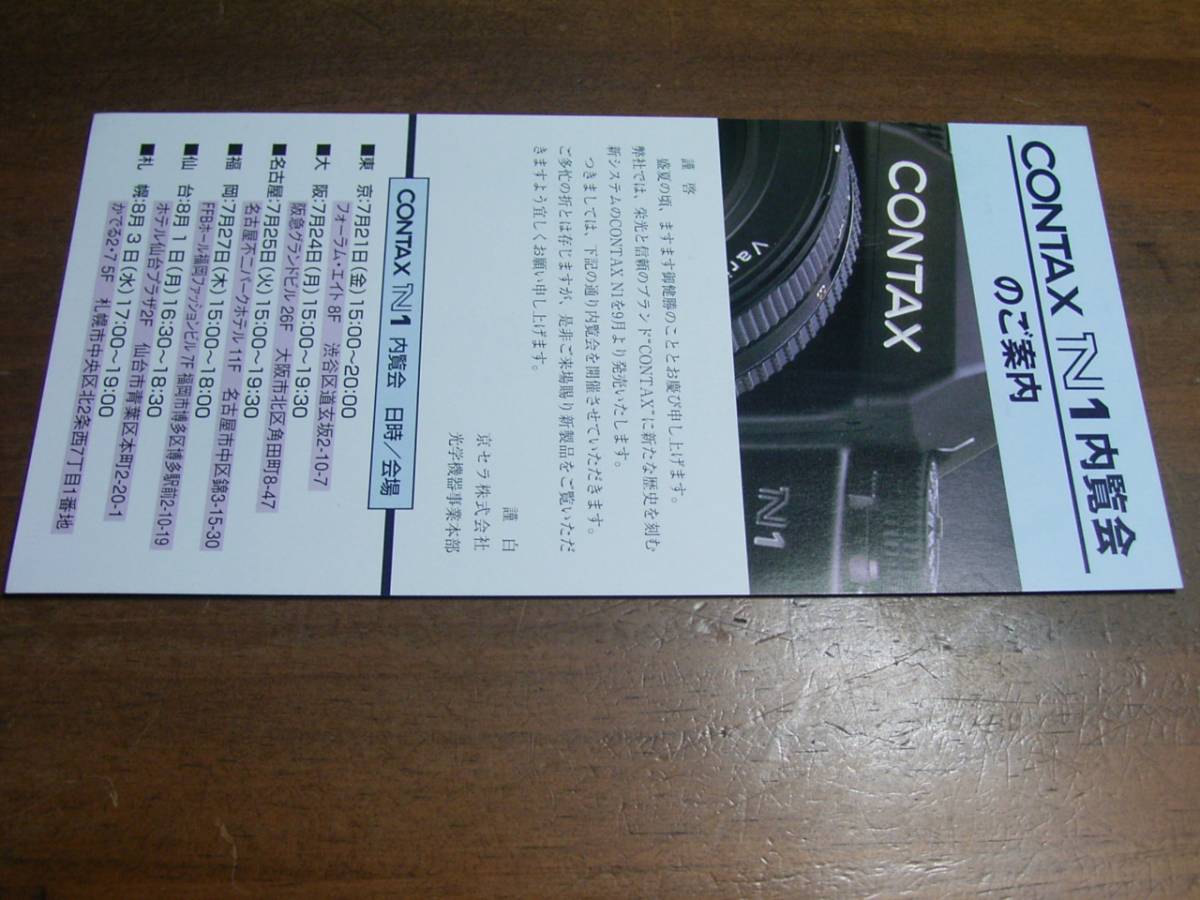 CONTAX N1 内覧会
のご案内
CONTAX
Vari
N1
謹 啓
盛夏の頃、ますます御健勝のこととお慶び申し上げます。
弊社では、栄光と信頼のブランド"CONTAX"に新たな歴史を刻む
新システムのCONTAX N1を9月より発売いたします。
つきましては、下記の通り内覧会を開催させていただきます。
ご多忙の折とは存じますが、是非ご来場賜り新製品をご覧いただ
きますよう宜しくお願い申し上げます。
謹 白
京セラ株式会社
光学機器事業本部
CONTAX N1 内覧会 日時/会場
■東 京:7月21日(金)15:00~20:00
フォーラム・エイト 8F 渋谷区道玄坂2-10-7
■大 阪:7月24日(月)15:00~19:30
阪急グランドビル 26F 大阪市北区角田町8-47
■名古屋:7月25日(火)15:00~19:30
名古屋不二パークホテル 11F 名古屋市中区錦3-15-30
■福 岡:7月27日(木)15:00~18:00
FFBホール福岡ファッションビル 7F 福岡市博多区博多駅前2-10-19
■仙 台:8月 1日(月)16:30~18:30
ホテル仙台プラザ2F 仙台市青葉区本町2-20-1
■札 幌:8月 3日(水)17:00~19:00
かでる2・7 5F 札幌市中央区北2条西7丁目1番地